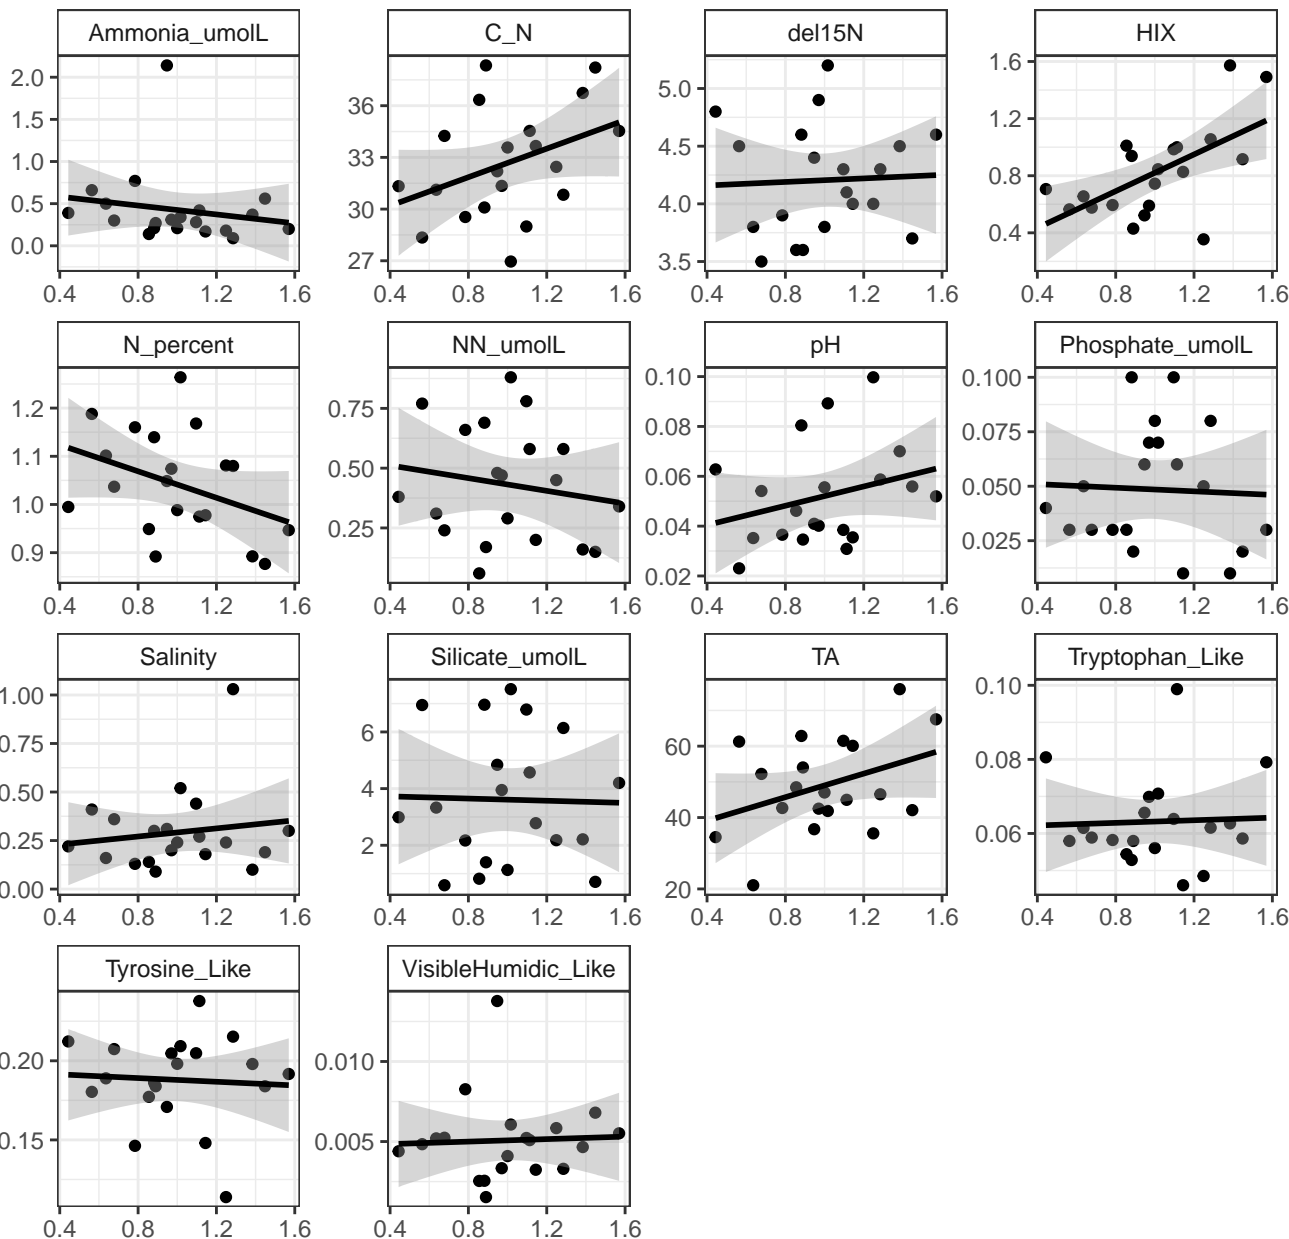 Ammonia_umolL C_N del15N HIX
2.0 1.5 1.0 0.5 0.0
36 33 30 27
5.0 4.5 4.0 3.5
1.6 1.2 0.8 0.4
0.4 0.8 1.2 1.6 0.4 0.8 1.2 1.6 0.4 0.8 1.2 1.6 0.4 0.8 1.2 1.6
N_percent NN_umolL pH Phosphate_umolL
1.2 1.1 1.0 0.9
0.75 0.50 0.25
0.10 0.08 0.06 0.04 0.02
0.100 0.075 0.050 0.025
0.4 0.8 1.2 1.6 0.4 0.8 1.2 1.6 0.4 0.8 1.2 1.6 0.4 0.8 1.2 1.6
Salinity Silicate_umolL TA Tryptophan_Like
1.00 0.75 0.50 0.25 0.00
6 4 2
60 40 20
0.10 0.08 0.06
0.4 0.8 1.2 1.6 0.4 0.8 1.2 1.6 0.4 0.8 1.2 1.6 0.4 0.8 1.2 1.6
Tyrosine_Like VisibleHumidic_Like
0.20 0.15
0.010 0.005
0.4 0.8 1.2 1.6 0.4 0.8 1.2 1.6